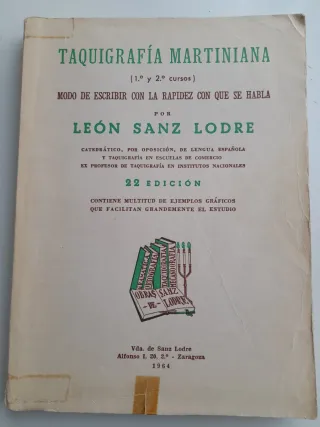 TAQUIGRAFÍA MARTINIANA
(1.º y 2.º cursos)
MODO DE ESCRIBIR CON LA RAPIDEZ CON QUE SE HABLA
POR
LEÓN SANZ LODRE
CATEDRÁTICO, POR OPOSICIÓN, DE LENGUA ESPAÑOLA
Y TAQUIGRAFÍA EN ESCUELAS DE COMERCIO
EX PROFESOR DE TAQUIGRAFÍA EN INSTITUTOS NACIONALES
22 EDICIÓN
CONTIENE MULTITUD DE EJEMPLOS GRÁFICOS
QUE FACILITAN GRANDEMENTE EL ESTUDIO
OBRAS
DE
SANZ
LODRE
Vda. de Sanz Lodre
Alfonso I, 26, 2.º - Zaragoza
1964